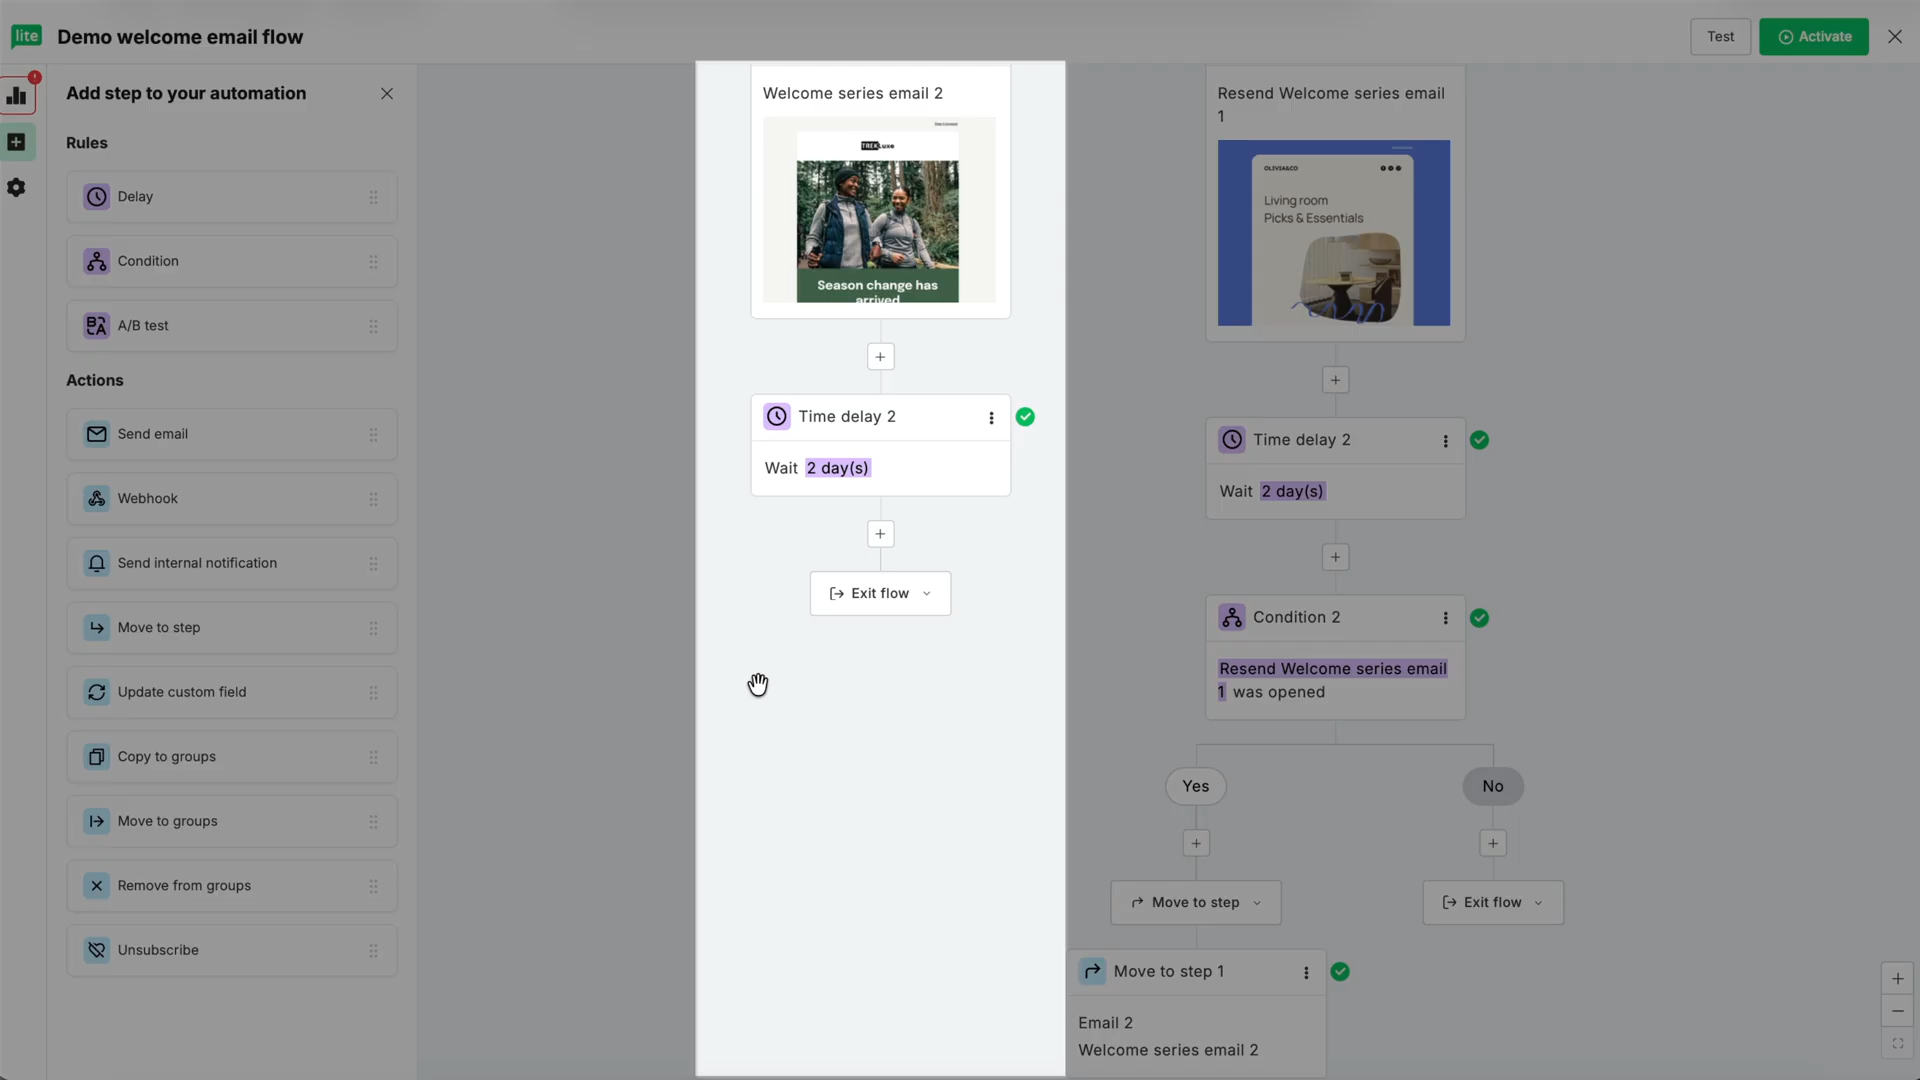 lite
Demo welcome email flow
Test
Activate
Add step to your automation
Rules
Delay
Condition
A/B test
Actions
Send email
Webhook
Send internal notification
Move to step
Update custom field
Copy to groups
Move to groups
Remove from groups
Unsubscribe
Welcome series email 2
TREKLuxe
Season change has
arrived
Time delay 2
Wait 2 day(s)
Exit flow
Resend Welcome series email
1
OLIVIA&CO
Living room
Picks & Essentials
Time delay 2
Wait 2 day(s)
Condition 2
Resend Welcome series email
1 was opened
Yes
No
Move to step
Exit flow
Move to step 1
Email 2
Welcome series email 2